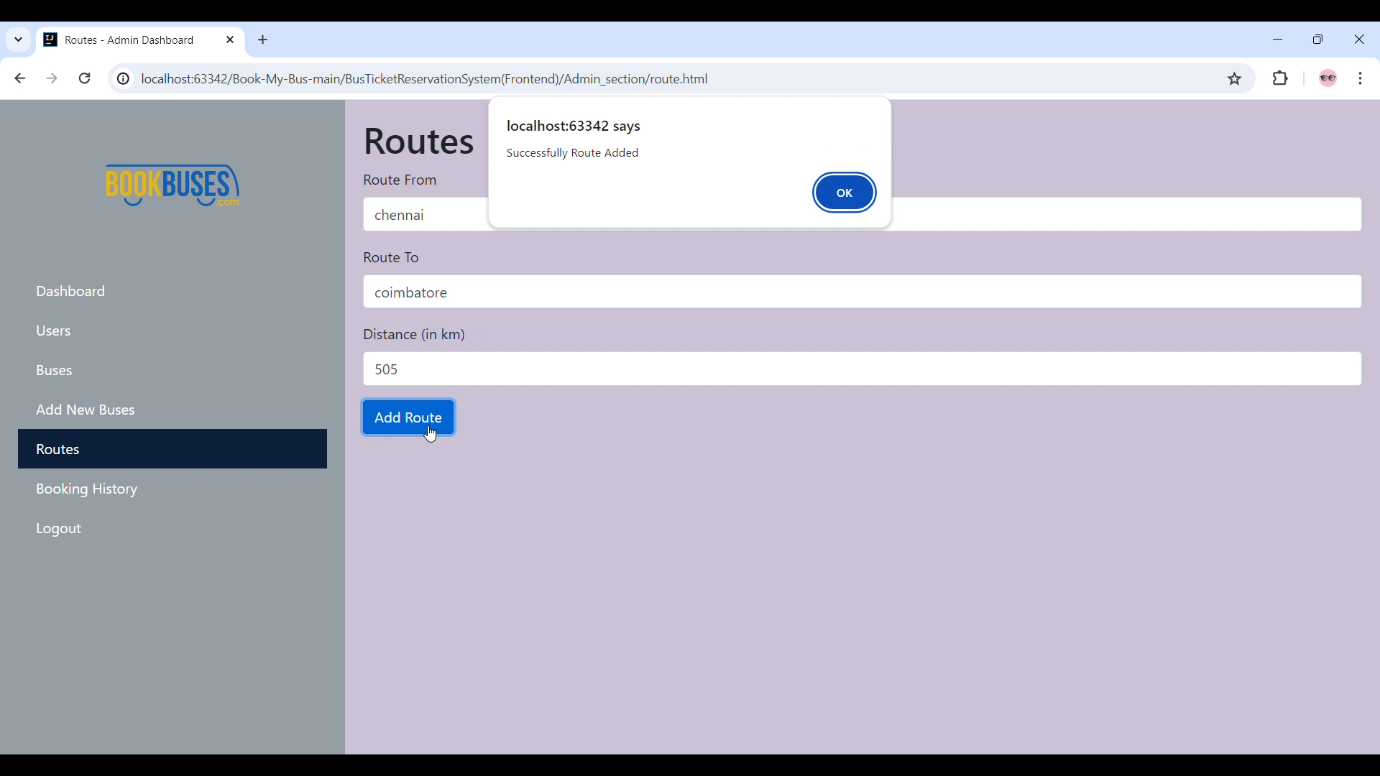 Routes - Admin Dashboard
localhost:63342/Book-My-Bus-main/BusTicketReservationSystem(Frontend)/Admin_section/route.html
localhost:63342 says
Successfully Route Added
OK
BOOKBUSES
.com
Dashboard
Users
Buses
Add New Buses
Routes
Booking History
Logout
Routes
Route From
chennai
Route To
coimbatore
Distance (in km)
505
Add Route